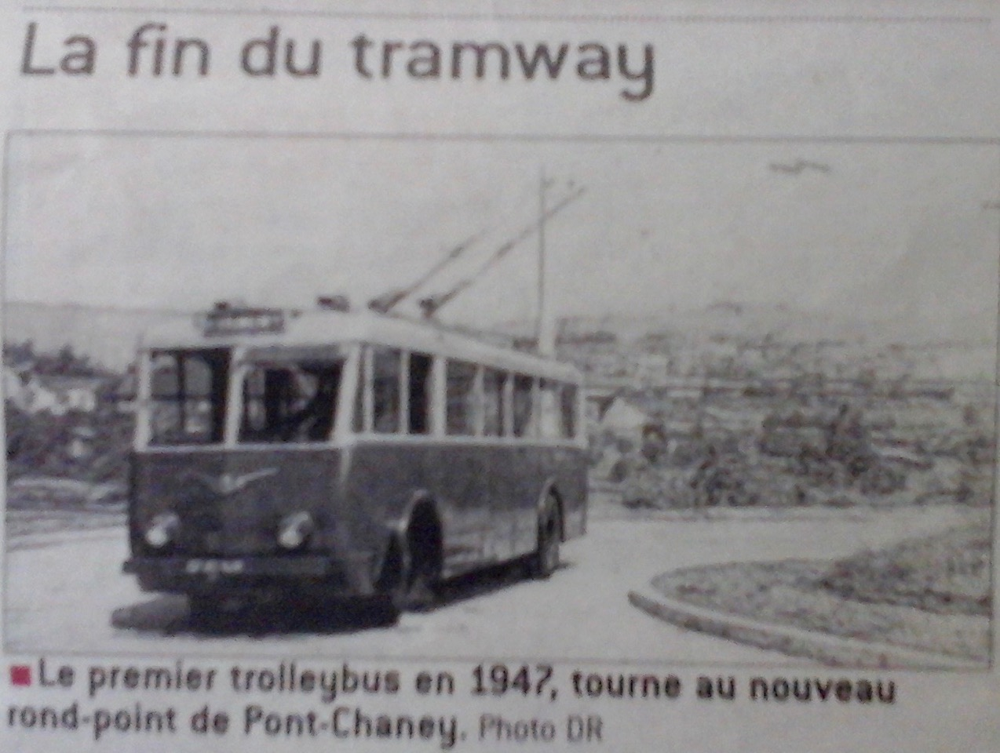 La fin du tramway
Le premier trolleybus en 1947, tourne au nouveau
rond-point de Pont-Chaney. Photo DR